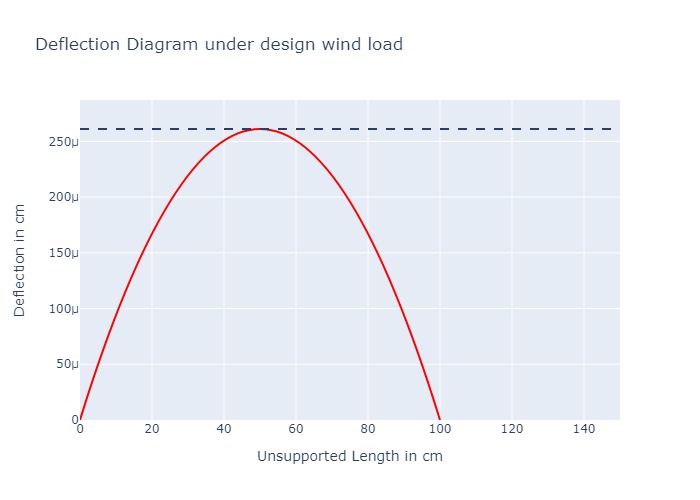 Deflection Diagram under design wind load
Deflection in cm
250μ
200μ
150μ
100μ
50μ
0
0 20 40 60 80 100 120 140
Unsupported Length in cm